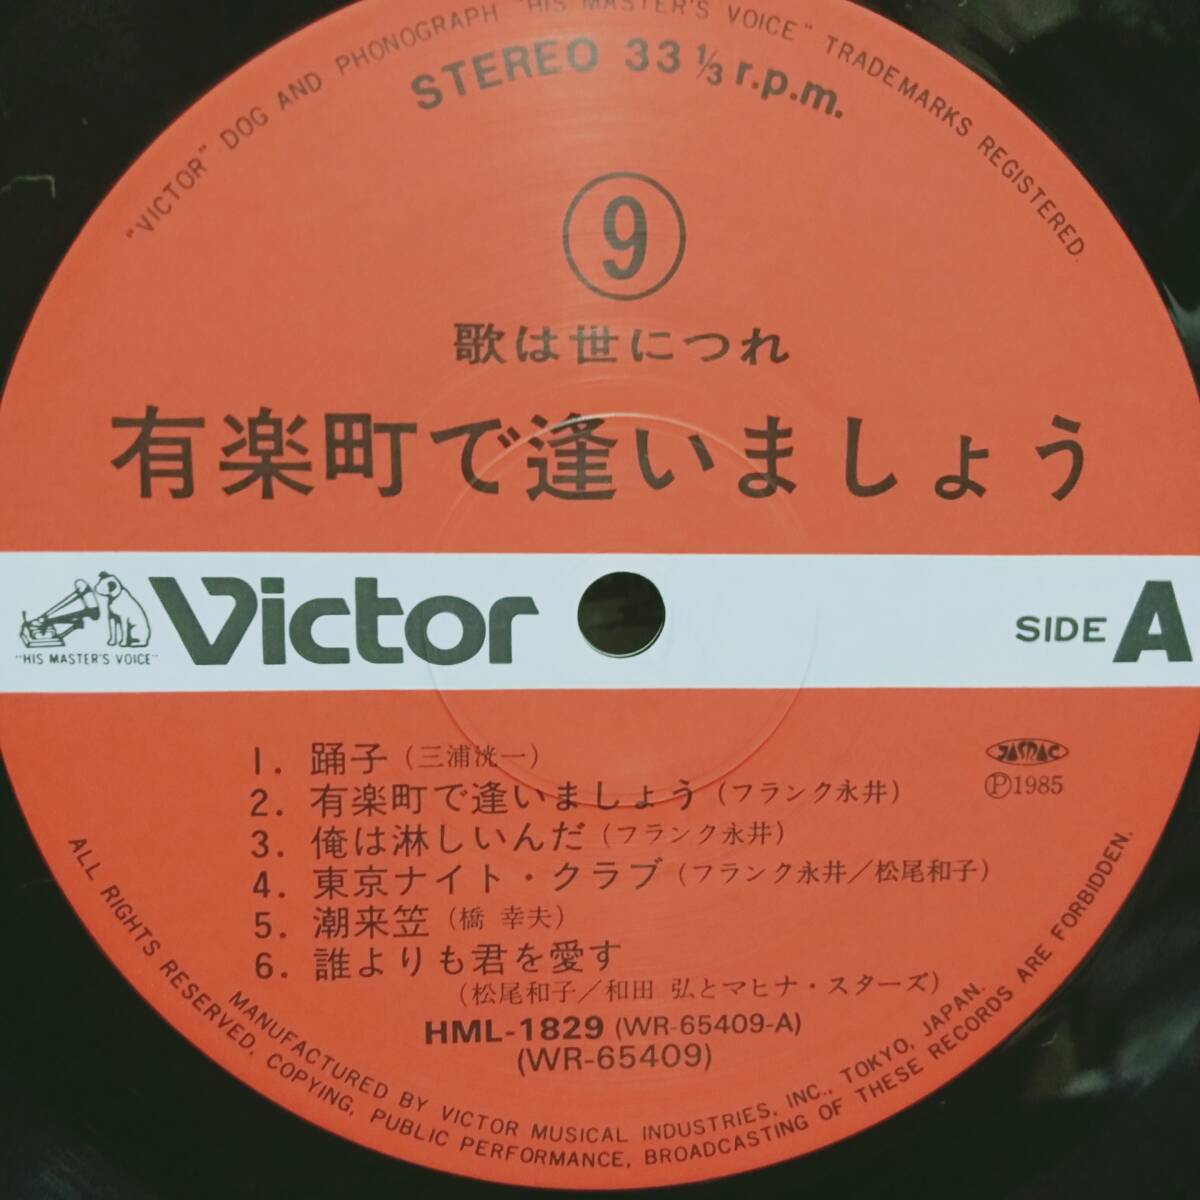 "VICTOR" DOG AND PHONOGRAPH "HIS MASTER'S VOICE" TRADEMARKS REGISTERED.
STEREO 33 1/3 r.p.m.
⑨
歌は世につれ
有楽町で逢いましょう
"HIS MASTER'S VOICE"
Victor
SIDE A
1. 踊子 (三浦洸一)
2. 有楽町で逢いましょう (フランク永井)
3. 俺は淋しいんだ (フランク永井)
4. 東京ナイト・クラブ (フランク永井/松尾和子)
5. 潮来笠 (橋 幸夫)
6. 誰よりも君を愛す
(松尾和子/和田 弘とマヒナ・スターズ)
JASRAC
Ⓟ1985
HML-1829 (WR-65409-A)
(WR-65409)
MANUFACTURED BY VICTOR MUSICAL INDUSTRIES, INC., TOKYO, JAPAN.
ALL RIGHTS RESERVED, COPYING, PUBLIC PERFORMANCE, BROADCASTING OF THESE RECORDS ARE FORBIDDEN.